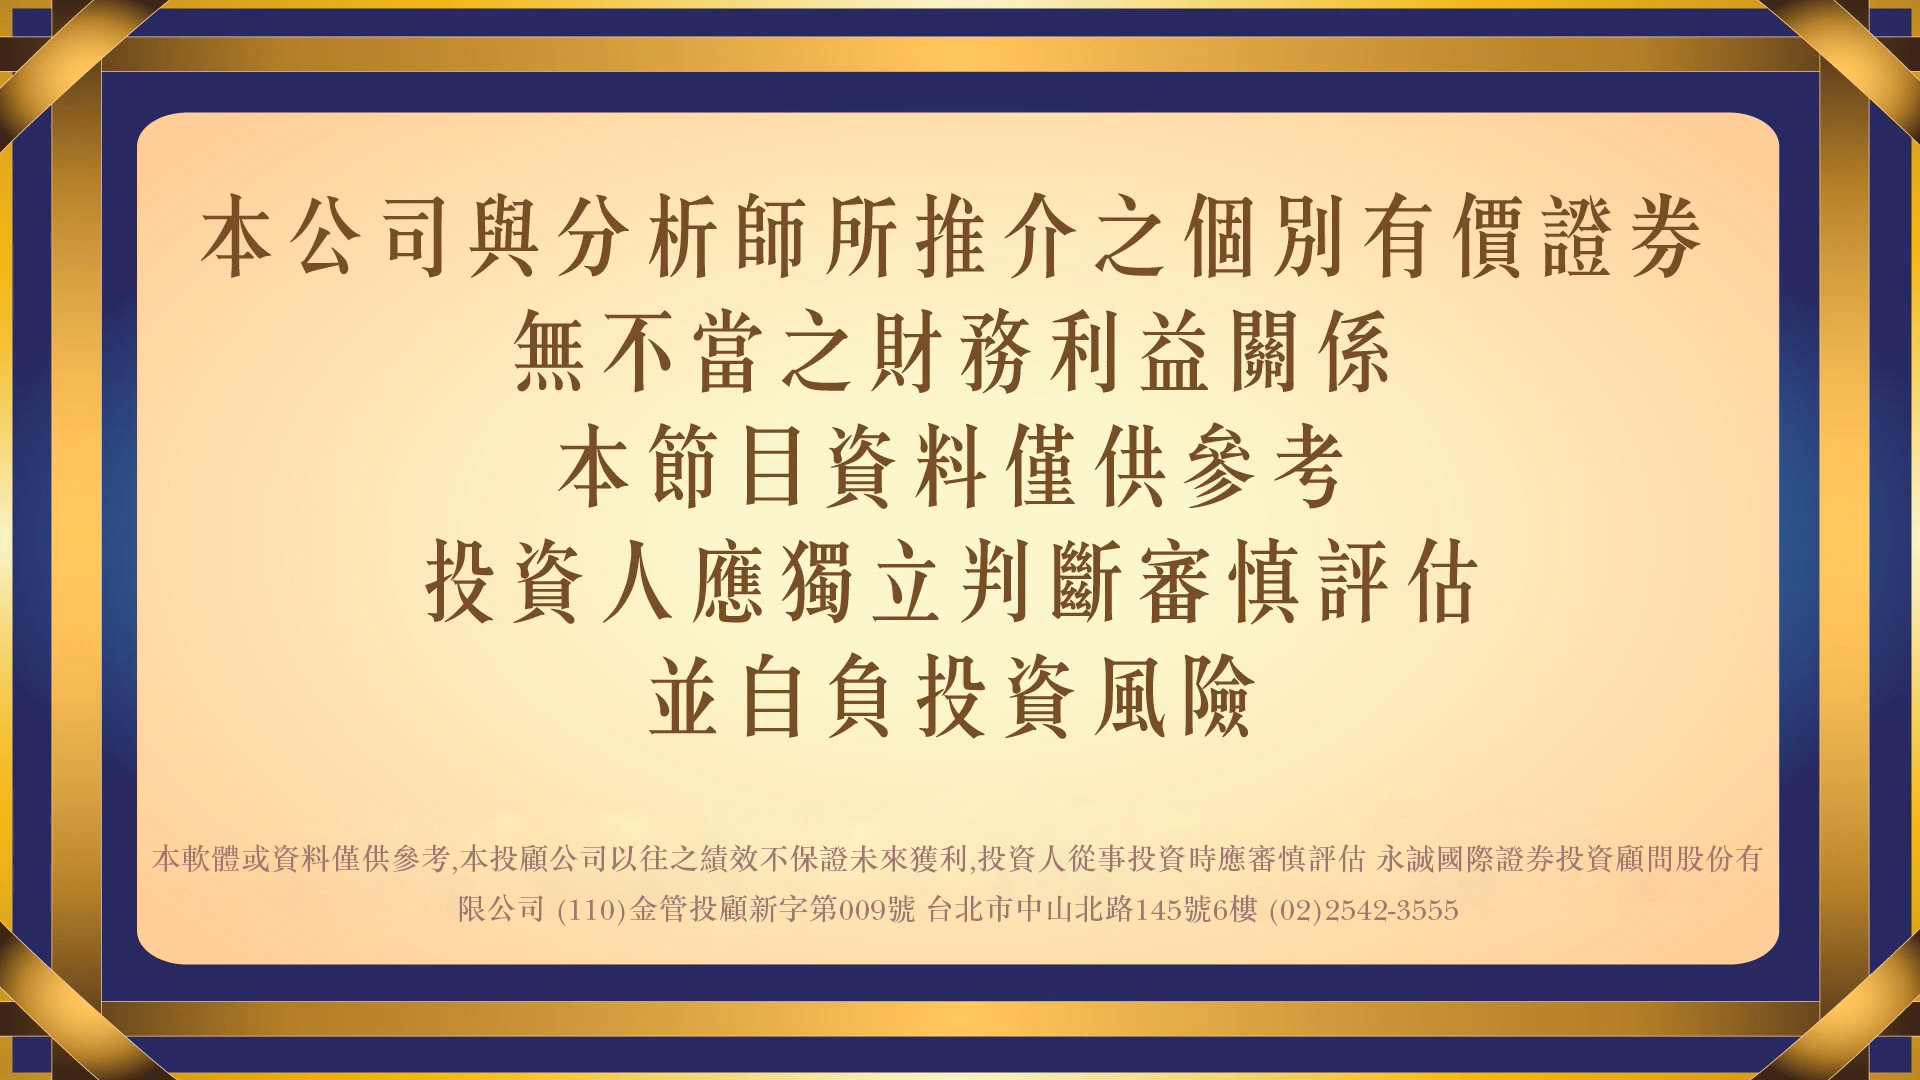 本公司與分析師所推介之個別有價證券
無不當之財務利益關係
本節目資料僅供參考
投資人應獨立判斷審慎評估
並自負投資風險
本軟體或資料僅供參考,本投顧公司以往之績效不保證未來獲利,投資人從事投資時應審慎評估 永誠國際證券投資顧問股份有
限公司 (110)金管投顧新字第009號 台北市中山北路145號6樓 (02)2542-3555